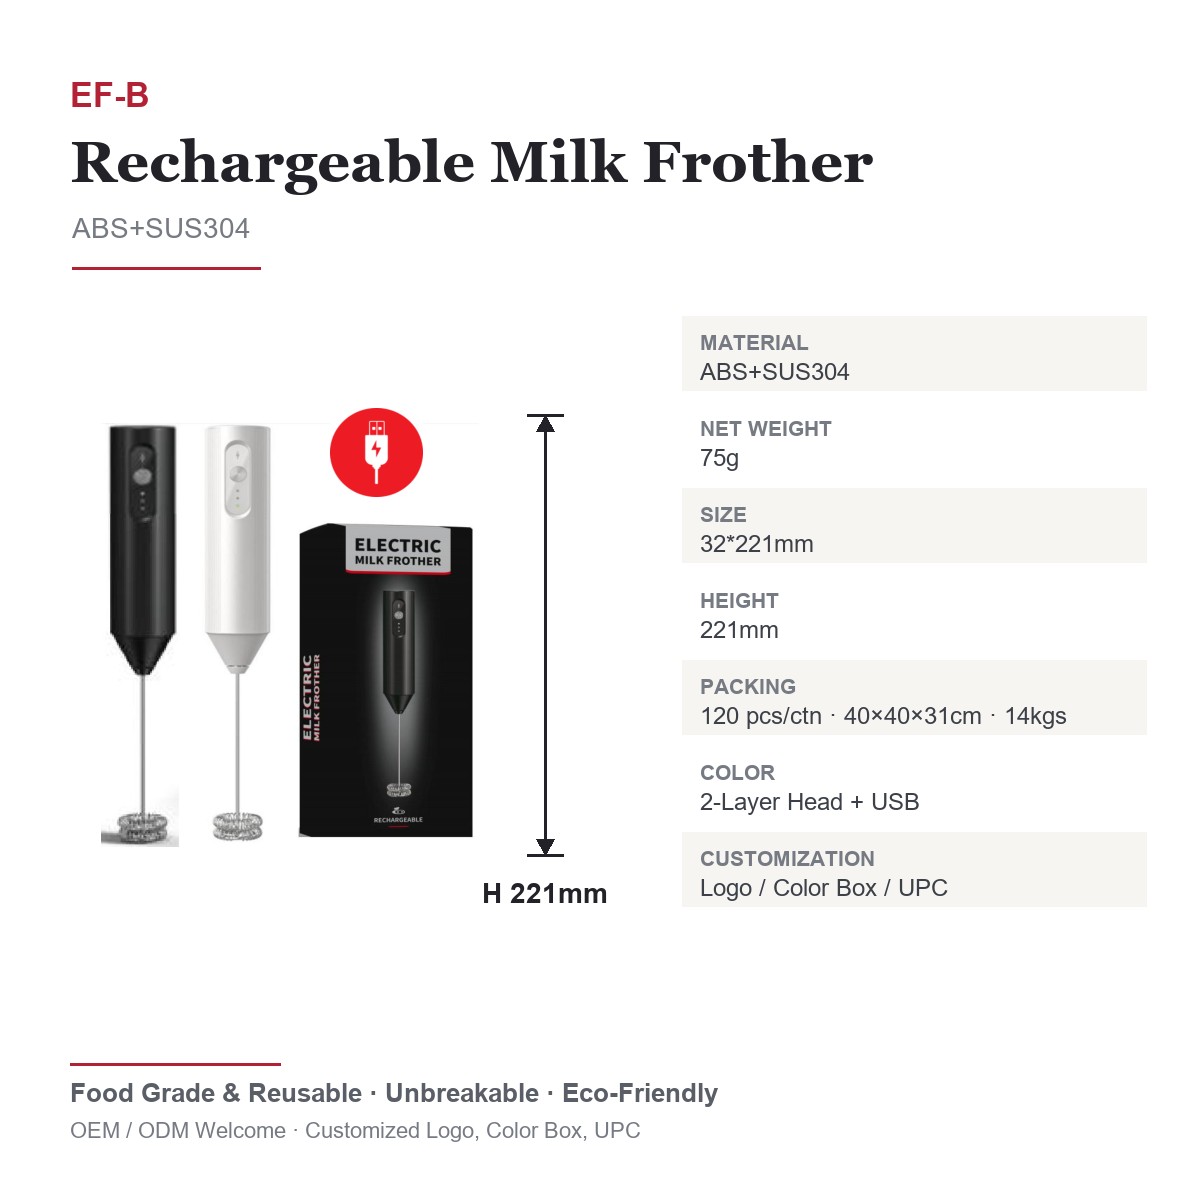 EF-B
Rechargeable Milk Frother
ABS+SUS304
ELECTRIC
MILK FROTHER
ELECTRIC
MILK FROTHER
RECHARGEABLE
H 221mm
MATERIAL
ABS+SUS304
NET WEIGHT
75g
SIZE
32*221mm
HEIGHT
221mm
PACKING
120 pcs/ctn · 40×40×31cm · 14kgs
COLOR
2-Layer Head + USB
CUSTOMIZATION
Logo / Color Box / UPC
Food Grade & Reusable · Unbreakable · Eco-Friendly
OEM / ODM Welcome · Customized Logo, Color Box, UPC